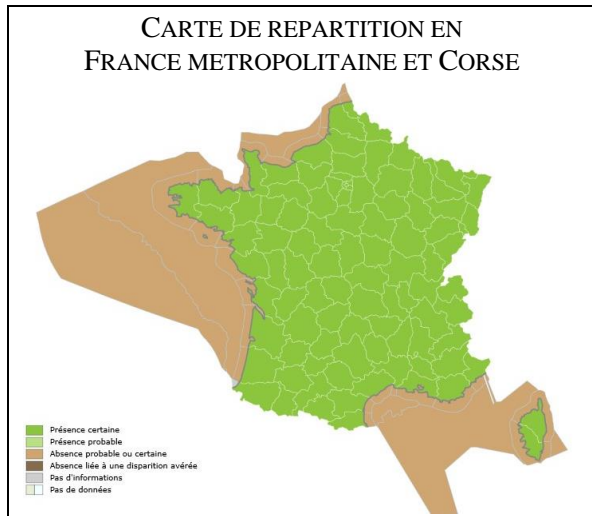 CARTE DE REPARTITION EN
FRANCE METROPOLITAINE ET CORSE
Présence certaine
Présence probable
Absence probable ou certaine
Absence liée à une disparition avérée
Pas d'informations
Pas de données